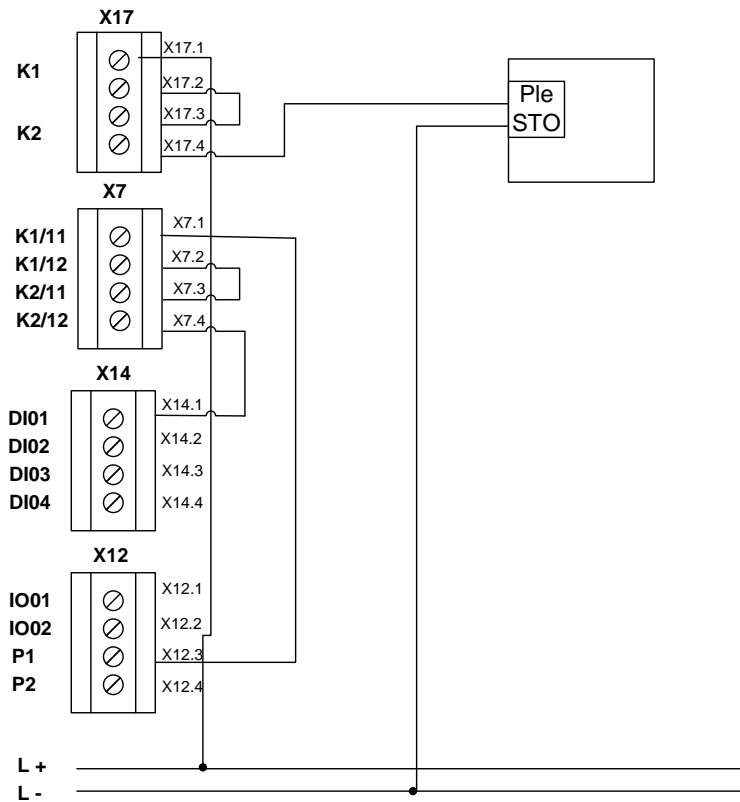 X17
X17.1
K1
X17.2
X17.3
K2
X17.4
Ple
STO
X7
X7.1
K1/11
X7.2
K1/12
X7.3
K2/11
X7.4
K2/12
X14
X14.1
DI01
X14.2
DI02
X14.3
DI03
X14.4
DI04
X12
X12.1
IO01
X12.2
IO02
X12.3
P1
X12.4
P2
L +
L -